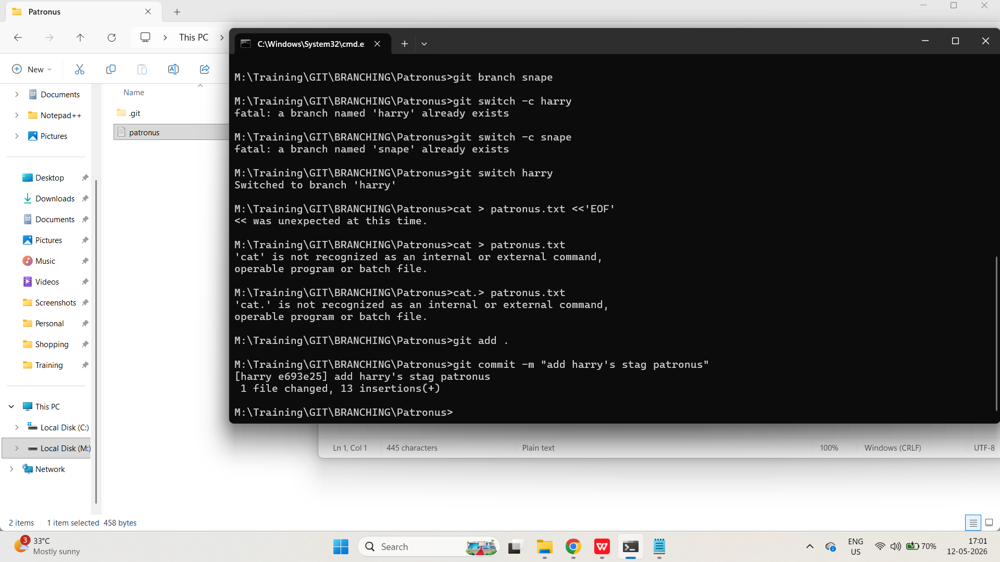 Patronus
This PC
New
Name
Documents
Notepad++
Pictures
.git
patronus
Desktop
Downloads
Documents
Pictures
Music
Videos
Screenshots
Personal
Shopping
Training
This PC
Local Disk (C:)
Local Disk (M:)
Network
2 items 1 item selected 458 bytes
C:\Windows\System32\cmd.e
M:\Training\GIT\BRANCHING\Patronus>git branch snape
M:\Training\GIT\BRANCHING\Patronus>git switch -c harry
fatal: a branch named 'harry' already exists
M:\Training\GIT\BRANCHING\Patronus>git switch -c snape
fatal: a branch named 'snape' already exists
M:\Training\GIT\BRANCHING\Patronus>git switch harry
Switched to branch 'harry'
M:\Training\GIT\BRANCHING\Patronus>cat > patronus.txt <<'EOF'
<< was unexpected at this time.
M:\Training\GIT\BRANCHING\Patronus>cat > patronus.txt
'cat' is not recognized as an internal or external command,
operable program or batch file.
M:\Training\GIT\BRANCHING\Patronus>cat.> patronus.txt
'cat.' is not recognized as an internal or external command,
operable program or batch file.
M:\Training\GIT\BRANCHING\Patronus>git add .
M:\Training\GIT\BRANCHING\Patronus>git commit -m "add harry's stag patronus"
[harry e693e25] add harry's stag patronus
1 file changed, 13 insertions(+)
M:\Training\GIT\BRANCHING\Patronus>
Ln 1, Col 1 445 characters Plain text 100% Windows (CRLF) UTF-8
3
33°C
Mostly sunny
Search
ENG
US
70%
17:01
12-05-2026